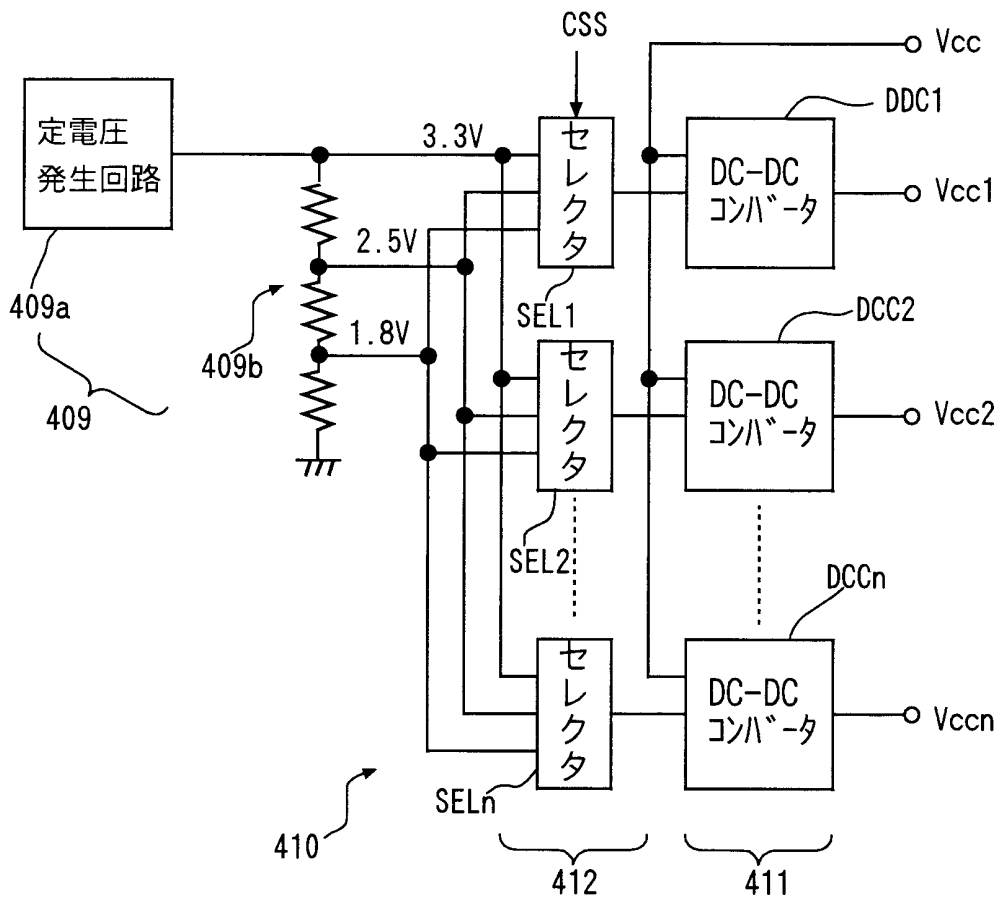 CSS
Vcc
DDC1
定電圧
発生回路
3.3V
セレクタ
DC-DC
コンバータ
Vcc1
2.5V
409a
409b
1.8V
SEL1
DCC2
409
セレクタ
DC-DC
コンバータ
Vcc2
SEL2
DCCn
セレクタ
DC-DC
コンバータ
Vccn
SELn
410
412
411